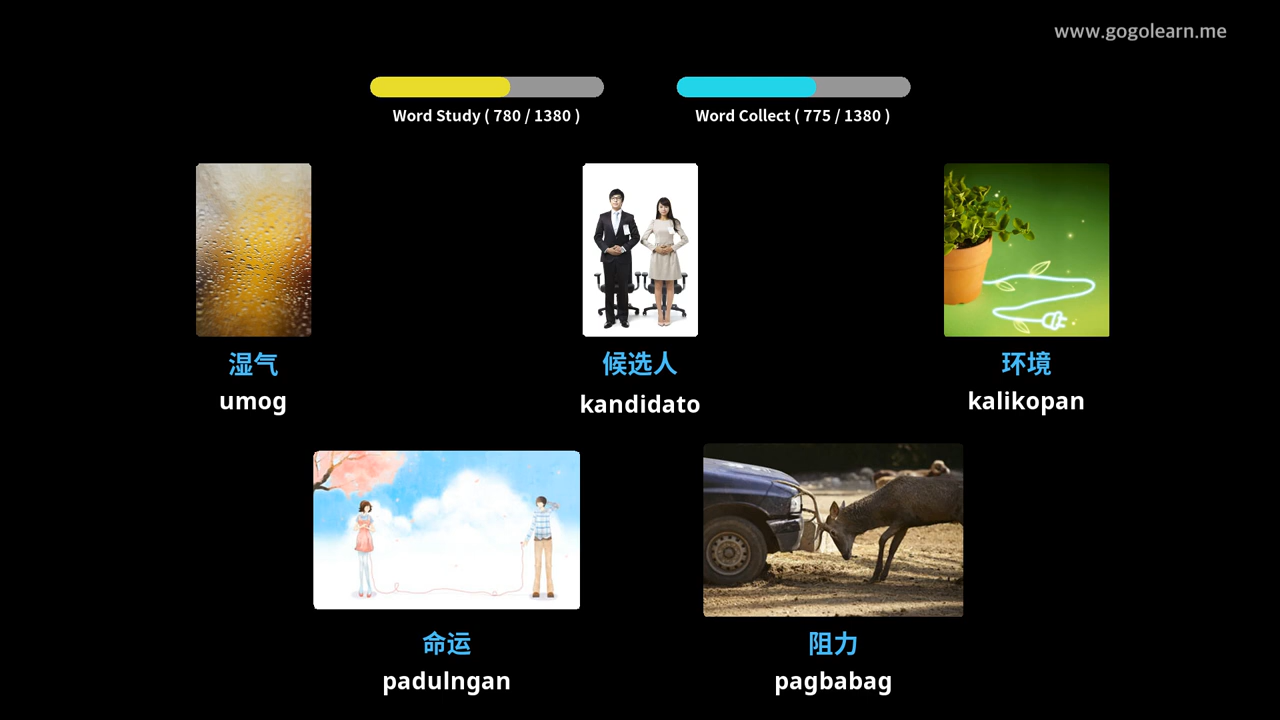 www.gogolearn.me
Word Study ( 780 / 1380 )
Word Collect ( 775 / 1380 )
湿气
umog
候选人
kandidato
环境
kalikopan
命运
padulngan
阻力
pagbabag